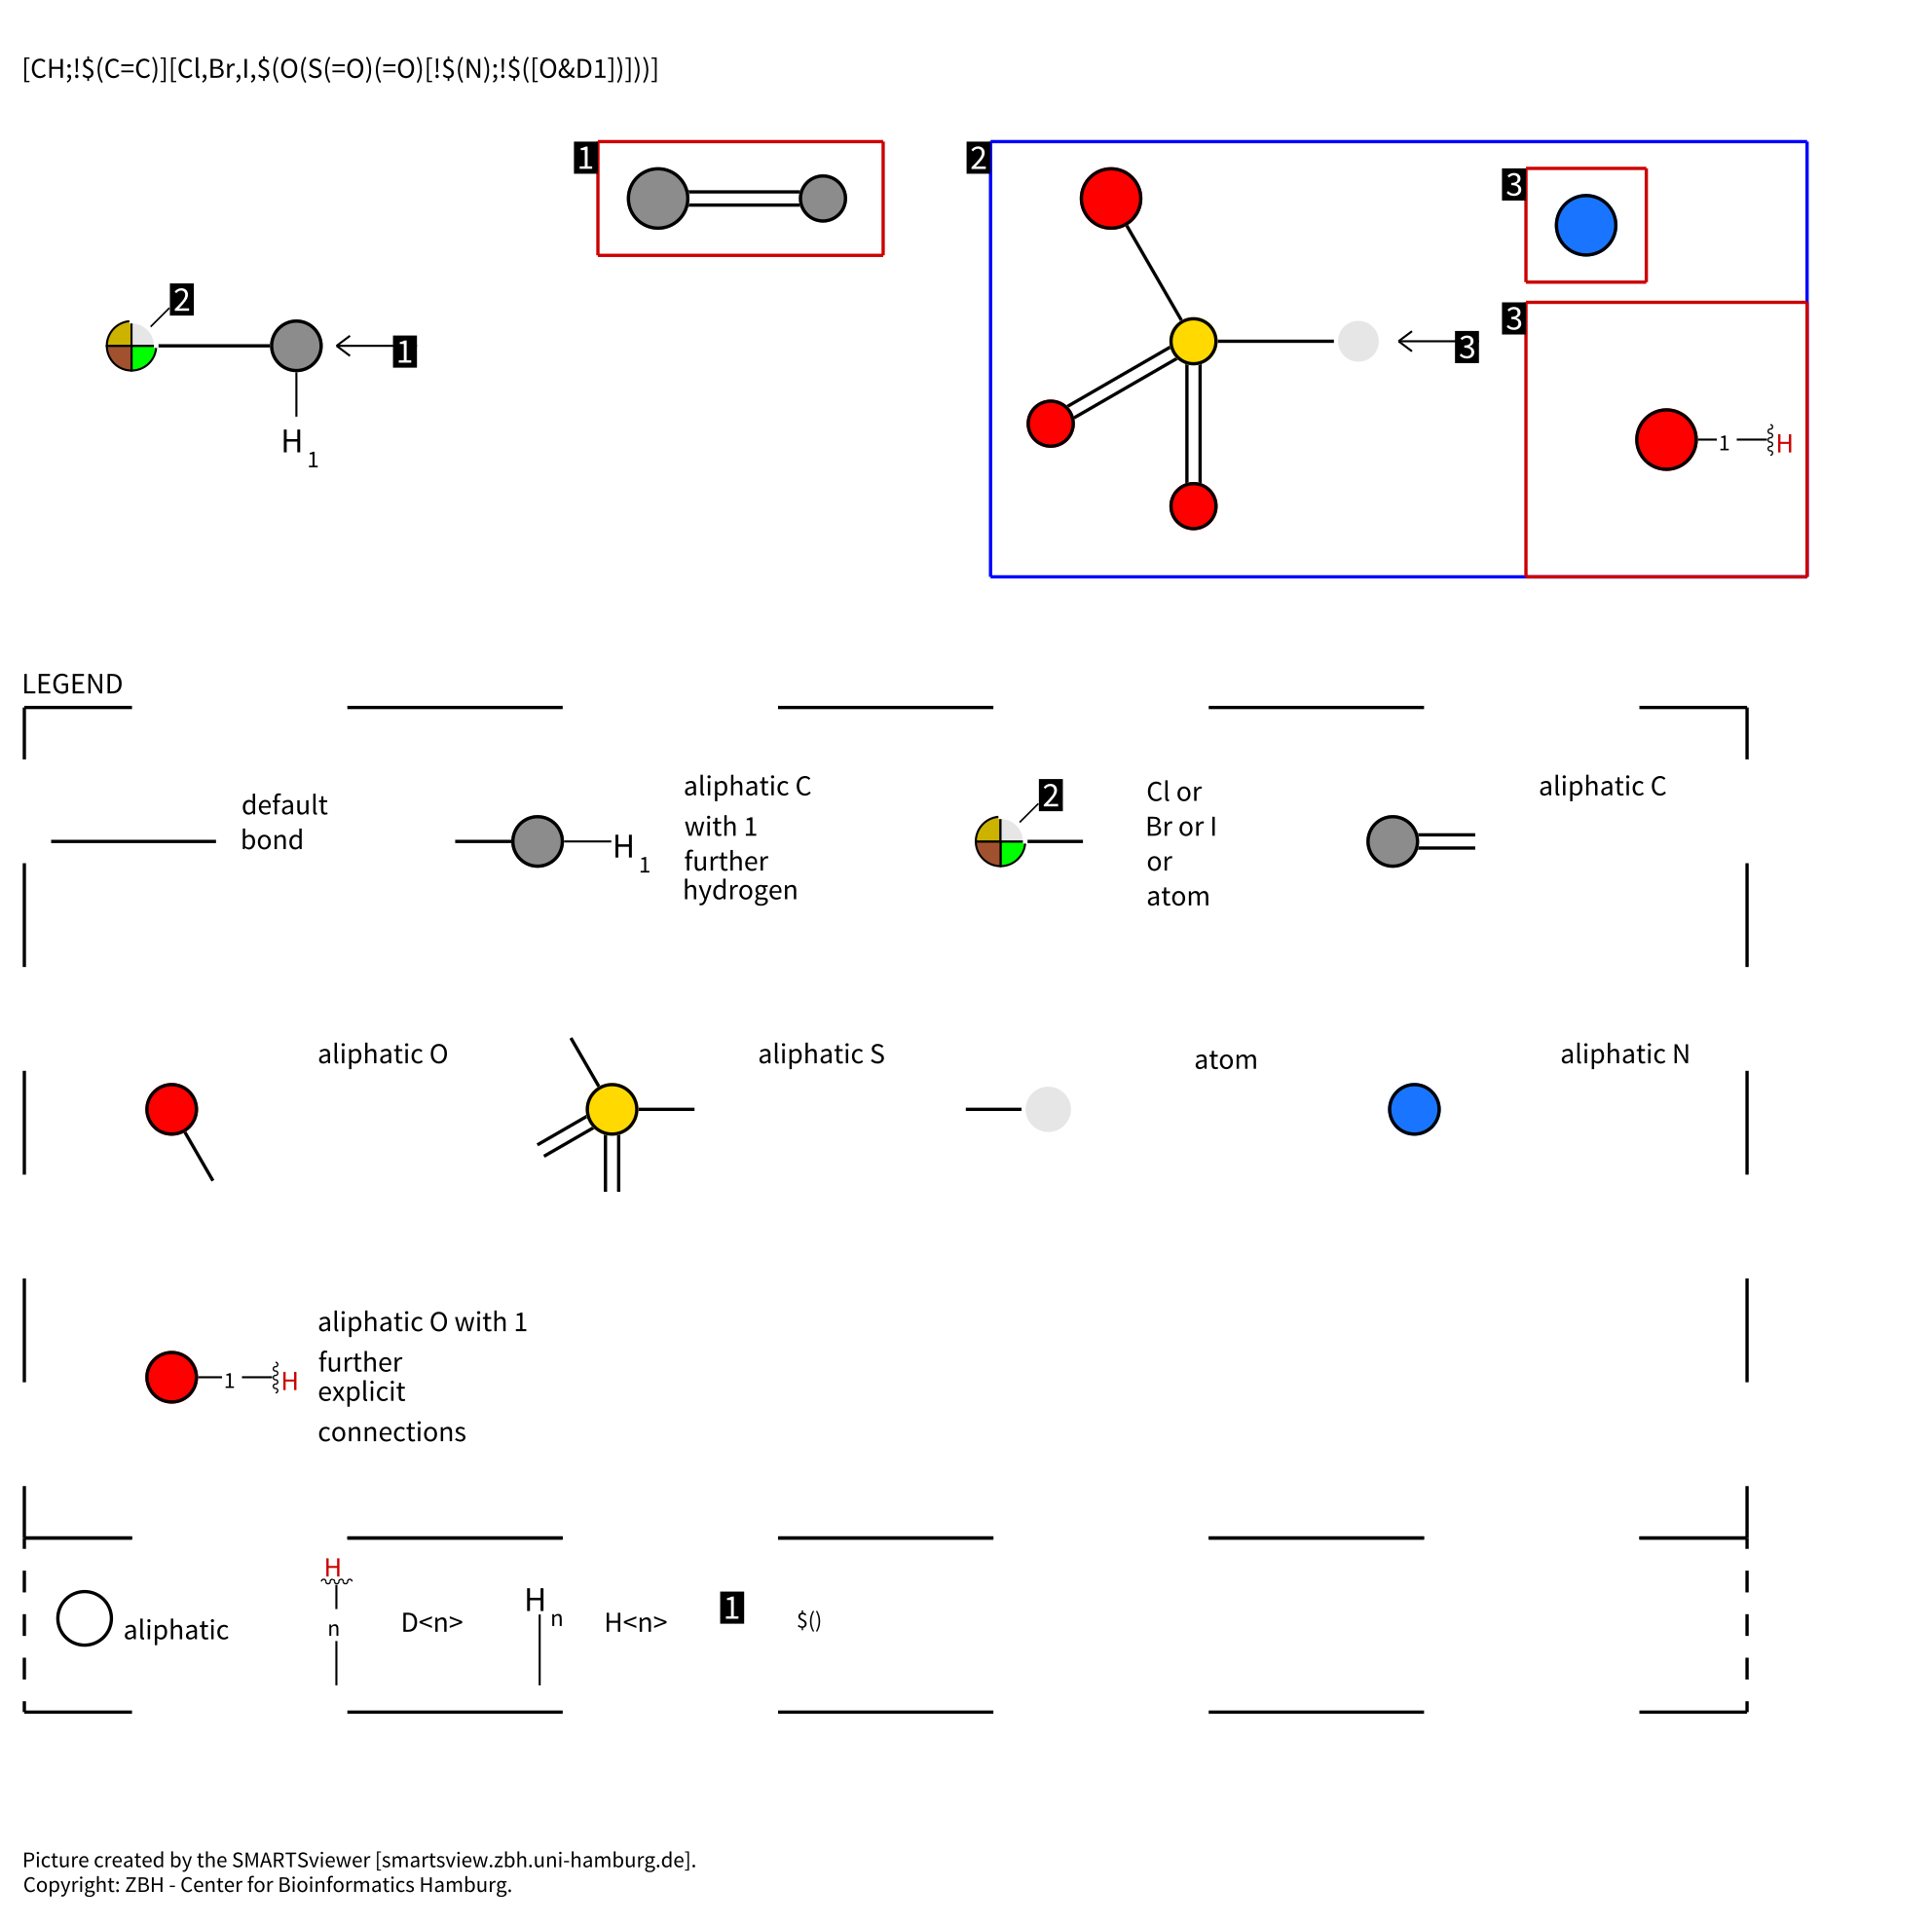 [CH;!$(C=C)][Cl,Br,I,$(O(S(=O)(=O)[!$(N);!$([O&D1])]))]
1
2
3
2
3
1
3
H
1
1
H
LEGEND
default
bond
H
1
aliphatic C
with 1
further
hydrogen
2
Cl or
Br or I
or
atom
aliphatic C
aliphatic O
aliphatic S
atom
aliphatic N
1
H
aliphatic O with 1
further
explicit
connections
aliphatic
H
n
D<n>
H
n
H<n>
1
$()
Picture created by the SMARTSviewer [smartsview.zbh.uni-hamburg.de].
Copyright: ZBH - Center for Bioinformatics Hamburg.